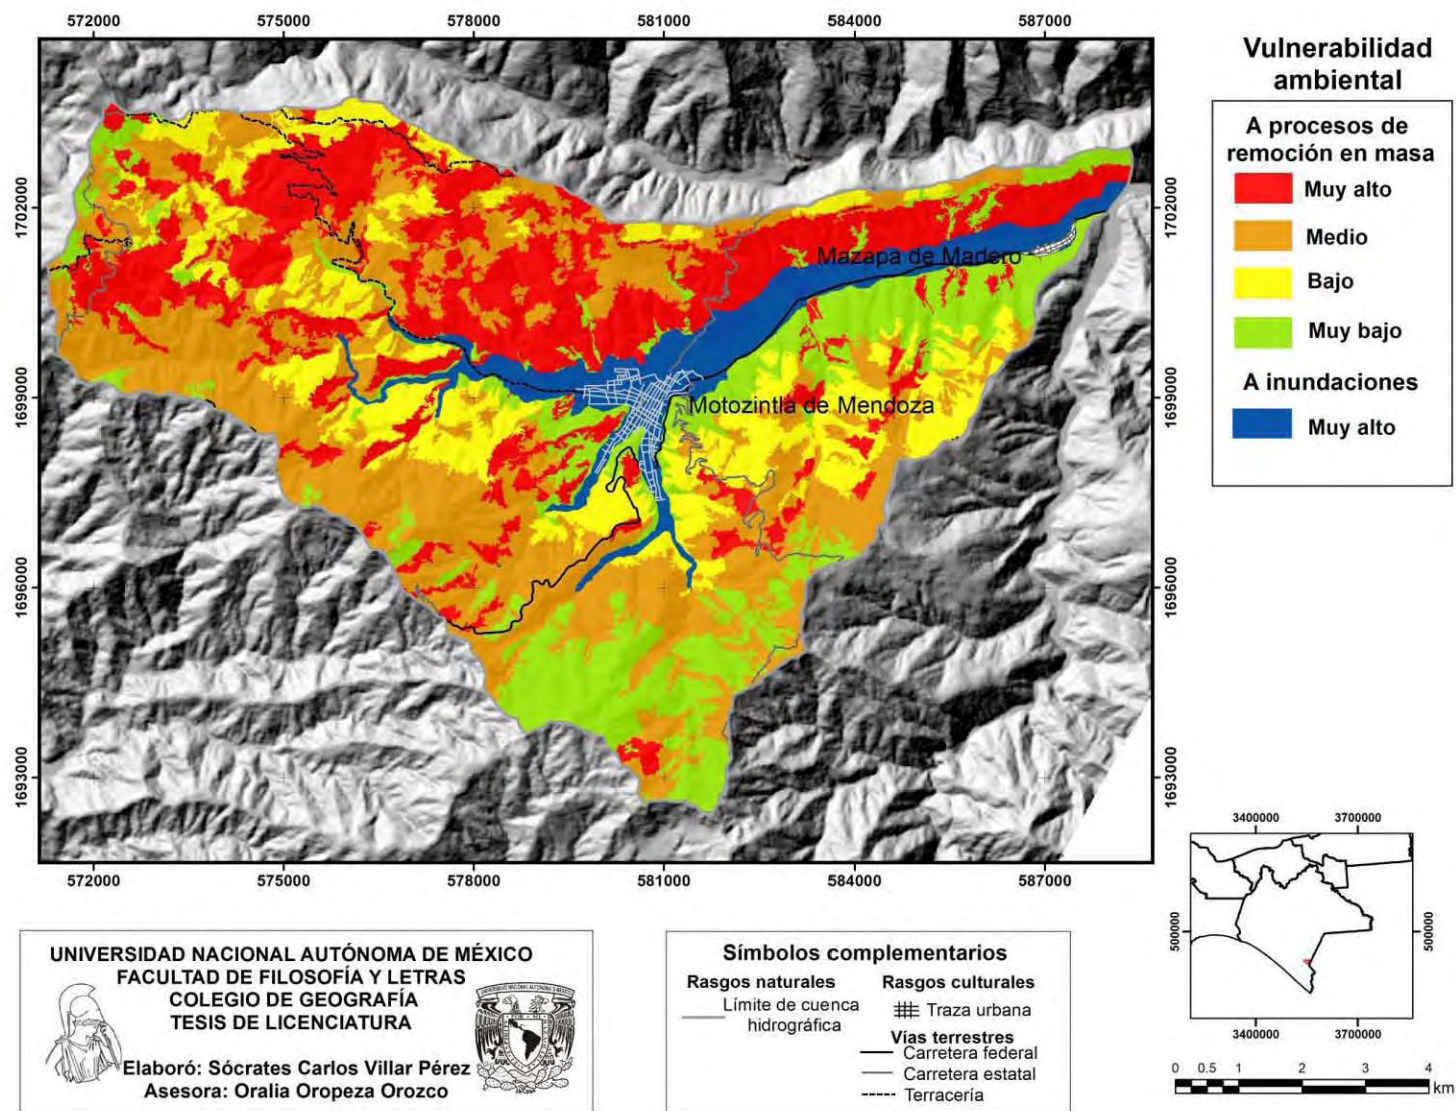 572000 575000 578000 581000 584000 587000
1702000
1699000
1696000
1693000
1702000
1699000
1696000
1693000
Mazapa de Madero
Motozintla de Mendoza
572000 575000 578000 581000 584000 587000
Vulnerabilidad
ambiental
A procesos de
remoción en masa
Muy alto
Medio
Bajo
Muy bajo
A inundaciones
Muy alto
UNIVERSIDAD NACIONAL AUTÓNOMA DE MÉXICO
FACULTAD DE FILOSOFÍA Y LETRAS
COLEGIO DE GEOGRAFÍA
TESIS DE LICENCIATURA
Elaboró: Sócrates Carlos Villar Pérez
Asesora: Oralia Oropeza Orozco
Símbolos complementarios
Rasgos naturales
Límite de cuenca
hidrográfica
Rasgos culturales
Traza urbana
Vías terrestres
Carretera federal
Carretera estatal
Terracería
3400000 3700000
500000
500000
3400000 3700000
0 0.5 1 2 3 4
km